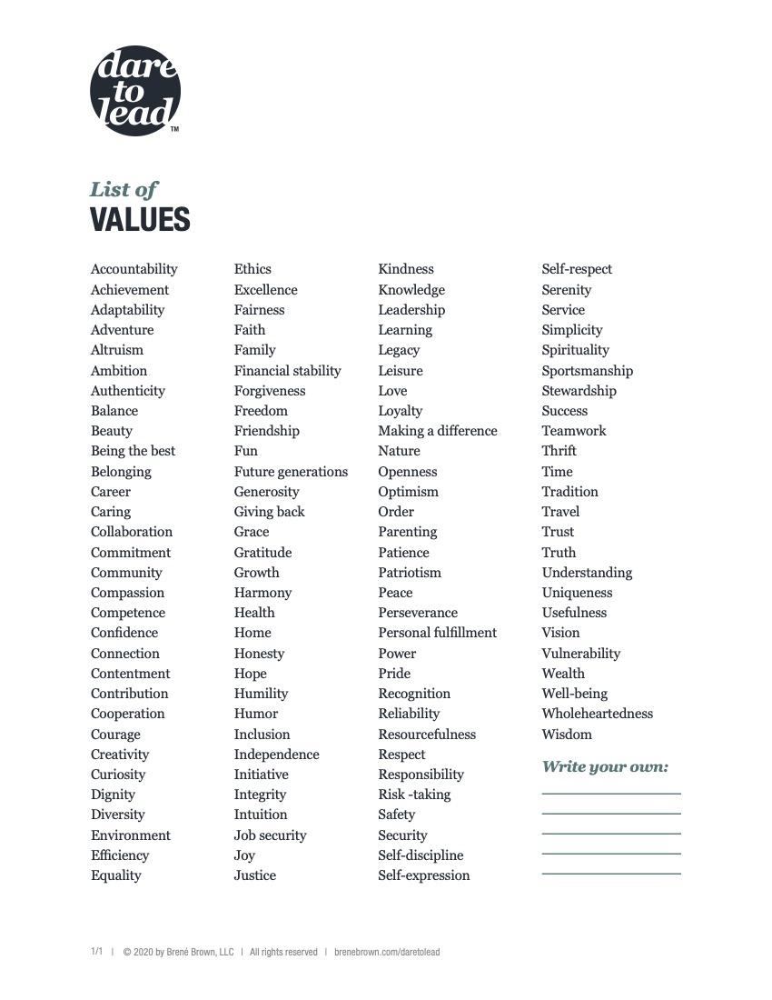 dare
to
lead
TM
List of
VALUES
Accountability
Achievement
Adaptability
Adventure
Altruism
Ambition
Authenticity
Balance
Beauty
Being the best
Belonging
Career
Caring
Collaboration
Commitment
Community
Compassion
Competence
Confidence
Connection
Contentment
Contribution
Cooperation
Courage
Creativity
Curiosity
Dignity
Diversity
Environment
Efficiency
Equality
Ethics
Excellence
Fairness
Faith
Family
Financial stability
Forgiveness
Freedom
Friendship
Fun
Future generations
Generosity
Giving back
Grace
Gratitude
Growth
Harmony
Health
Home
Honesty
Hope
Humility
Humor
Inclusion
Independence
Initiative
Integrity
Intuition
Job security
Joy
Justice
Kindness
Knowledge
Leadership
Learning
Legacy
Leisure
Love
Loyalty
Making a difference
Nature
Openness
Optimism
Order
Parenting
Patience
Patriotism
Peace
Perseverance
Personal fulfillment
Power
Pride
Recognition
Reliability
Resourcefulness
Respect
Responsibility
Risk -taking
Safety
Security
Self-discipline
Self-expression
Self-respect
Serenity
Service
Simplicity
Spirituality
Sportsmanship
Stewardship
Success
Teamwork
Thrift
Time
Tradition
Travel
Trust
Truth
Understanding
Uniqueness
Usefulness
Vision
Vulnerability
Wealth
Well-being
Wholeheartedness
Wisdom
Write your own:
1/1 | © 2020 by Brené Brown, LLC | All rights reserved | brenebrown.com/daretolead